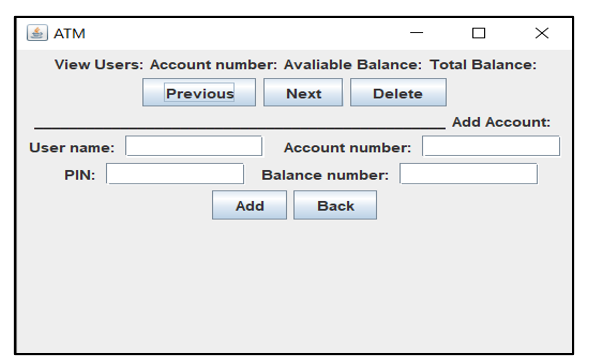 ATM
View Users: Account number: Avaliable Balance: Total Balance:
Previous Next Delete
Add Account:
User name: Account number:
PIN: Balance number:
Add Back